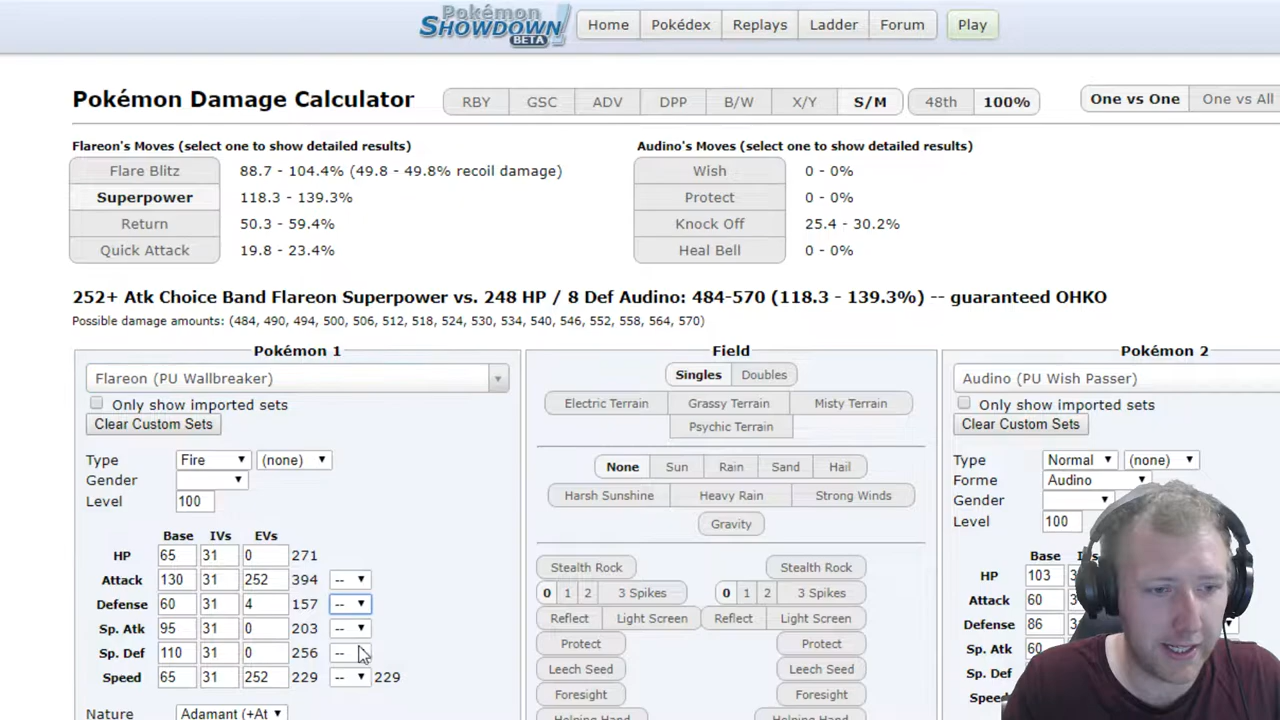 Pokémon
SHOWDOWN!
BETA
Home Pokédex Replays Ladder Forum Play
Pokémon Damage Calculator RBY GSC ADV DPP B/W X/Y S/M 48th 100% One vs One One vs All
Flareon's Moves (select one to show detailed results)
Flare Blitz 88.7 - 104.4% (49.8 - 49.8% recoil damage)
Superpower 118.3 - 139.3%
Return 50.3 - 59.4%
Quick Attack 19.8 - 23.4%
Audino's Moves (select one to show detailed results)
Wish 0 - 0%
Protect 0 - 0%
Knock Off 25.4 - 30.2%
Heal Bell 0 - 0%
252+ Atk Choice Band Flareon Superpower vs. 248 HP / 8 Def Audino: 484-570 (118.3 - 139.3%) -- guaranteed OHKO
Possible damage amounts: (484, 490, 494, 500, 506, 512, 518, 524, 530, 534, 540, 546, 552, 558, 564, 570)
Pokémon 1
Flareon (PU Wallbreaker)
Only show imported sets
Clear Custom Sets
Type Fire (none)
Gender
Level 100
Base IVs EVs
HP 65 31 0 271
Attack 130 31 252 394 --
Defense 60 31 4 157 --
Sp. Atk 95 31 0 203 --
Sp. Def 110 31 0 256 --
Speed 65 31 252 229 -- 229
Nature Adamant (+At
Field
Singles Doubles
Electric Terrain Grassy Terrain Misty Terrain
Psychic Terrain
None Sun Rain Sand Hail
Harsh Sunshine Heavy Rain Strong Winds
Gravity
Stealth Rock Stealth Rock
0 1 2 3 Spikes 0 1 2 3 Spikes
Reflect Light Screen Reflect Light Screen
Protect Protect
Leech Seed Leech Seed
Foresight Foresight
Helping Hand Helping Hand
Pokémon 2
Audino (PU Wish Passer)
Only show imported sets
Clear Custom Sets
Type Normal (none)
Forme Audino
Gender
Level 100
Base
HP 103
Attack 60
Defense 86
Sp. Atk 60
Sp. Def
Speed